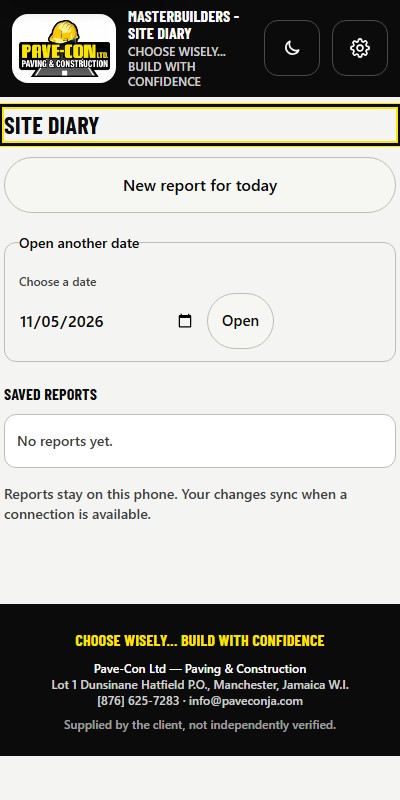 PAVE-CON LTD.
PAVING & CONSTRUCTION
MASTERBUILDERS -
SITE DIARY
CHOOSE WISELY...
BUILD WITH
CONFIDENCE
SITE DIARY
New report for today
Open another date
Choose a date
11/05/2026
Open
SAVED REPORTS
No reports yet.
Reports stay on this phone. Your changes sync when a
connection is available.
CHOOSE WISELY... BUILD WITH CONFIDENCE
Pave-Con Ltd — Paving & Construction
Lot 1 Dunsinane Hatfield P.O., Manchester, Jamaica W.I.
[876] 625-7283 · info@paveconja.com
Supplied by the client, not independently verified.